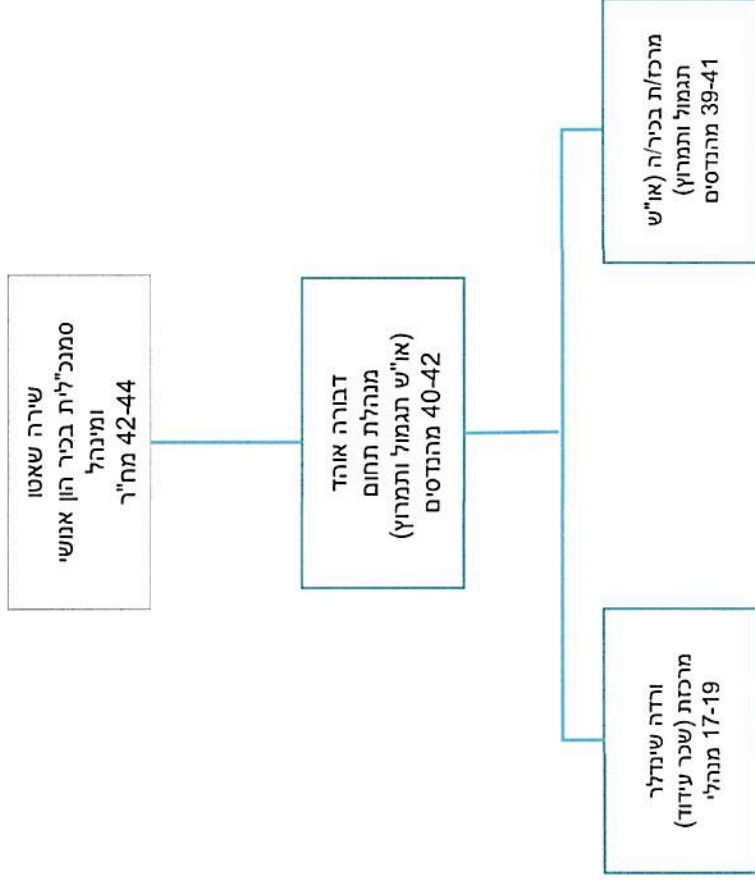 שירה שאטו
סמנכ"לית בכיר הון אנושי
ומינהל
42-44 מח"ר
דבורה אוהד
מנהלת תחום
(או"ש תגמול ותמרוץ)
40-42 מהנדסים
מרכז/ת בכיר/ה (או"ש
תגמול ותמרוץ)
39-41 מהנדסים
ורדה שינדלר
מרכזת (שכר עידוד)
17-19 מנהלי